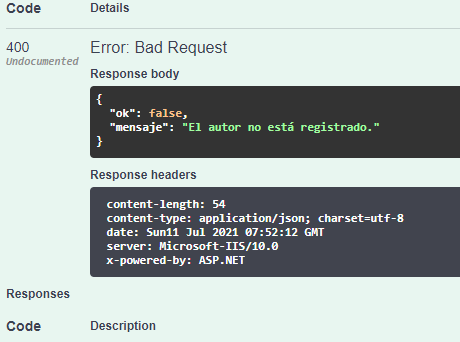 Code Details
400 Error: Bad Request
Undocumented
Response body
{
"ok": false,
"mensaje": "El autor no está registrado."
}
Response headers
content-length: 54
content-type: application/json; charset=utf-8
date: Sun11 Jul 2021 07:52:12 GMT
server: Microsoft-IIS/10.0
x-powered-by: ASP.NET
Responses
Code Description